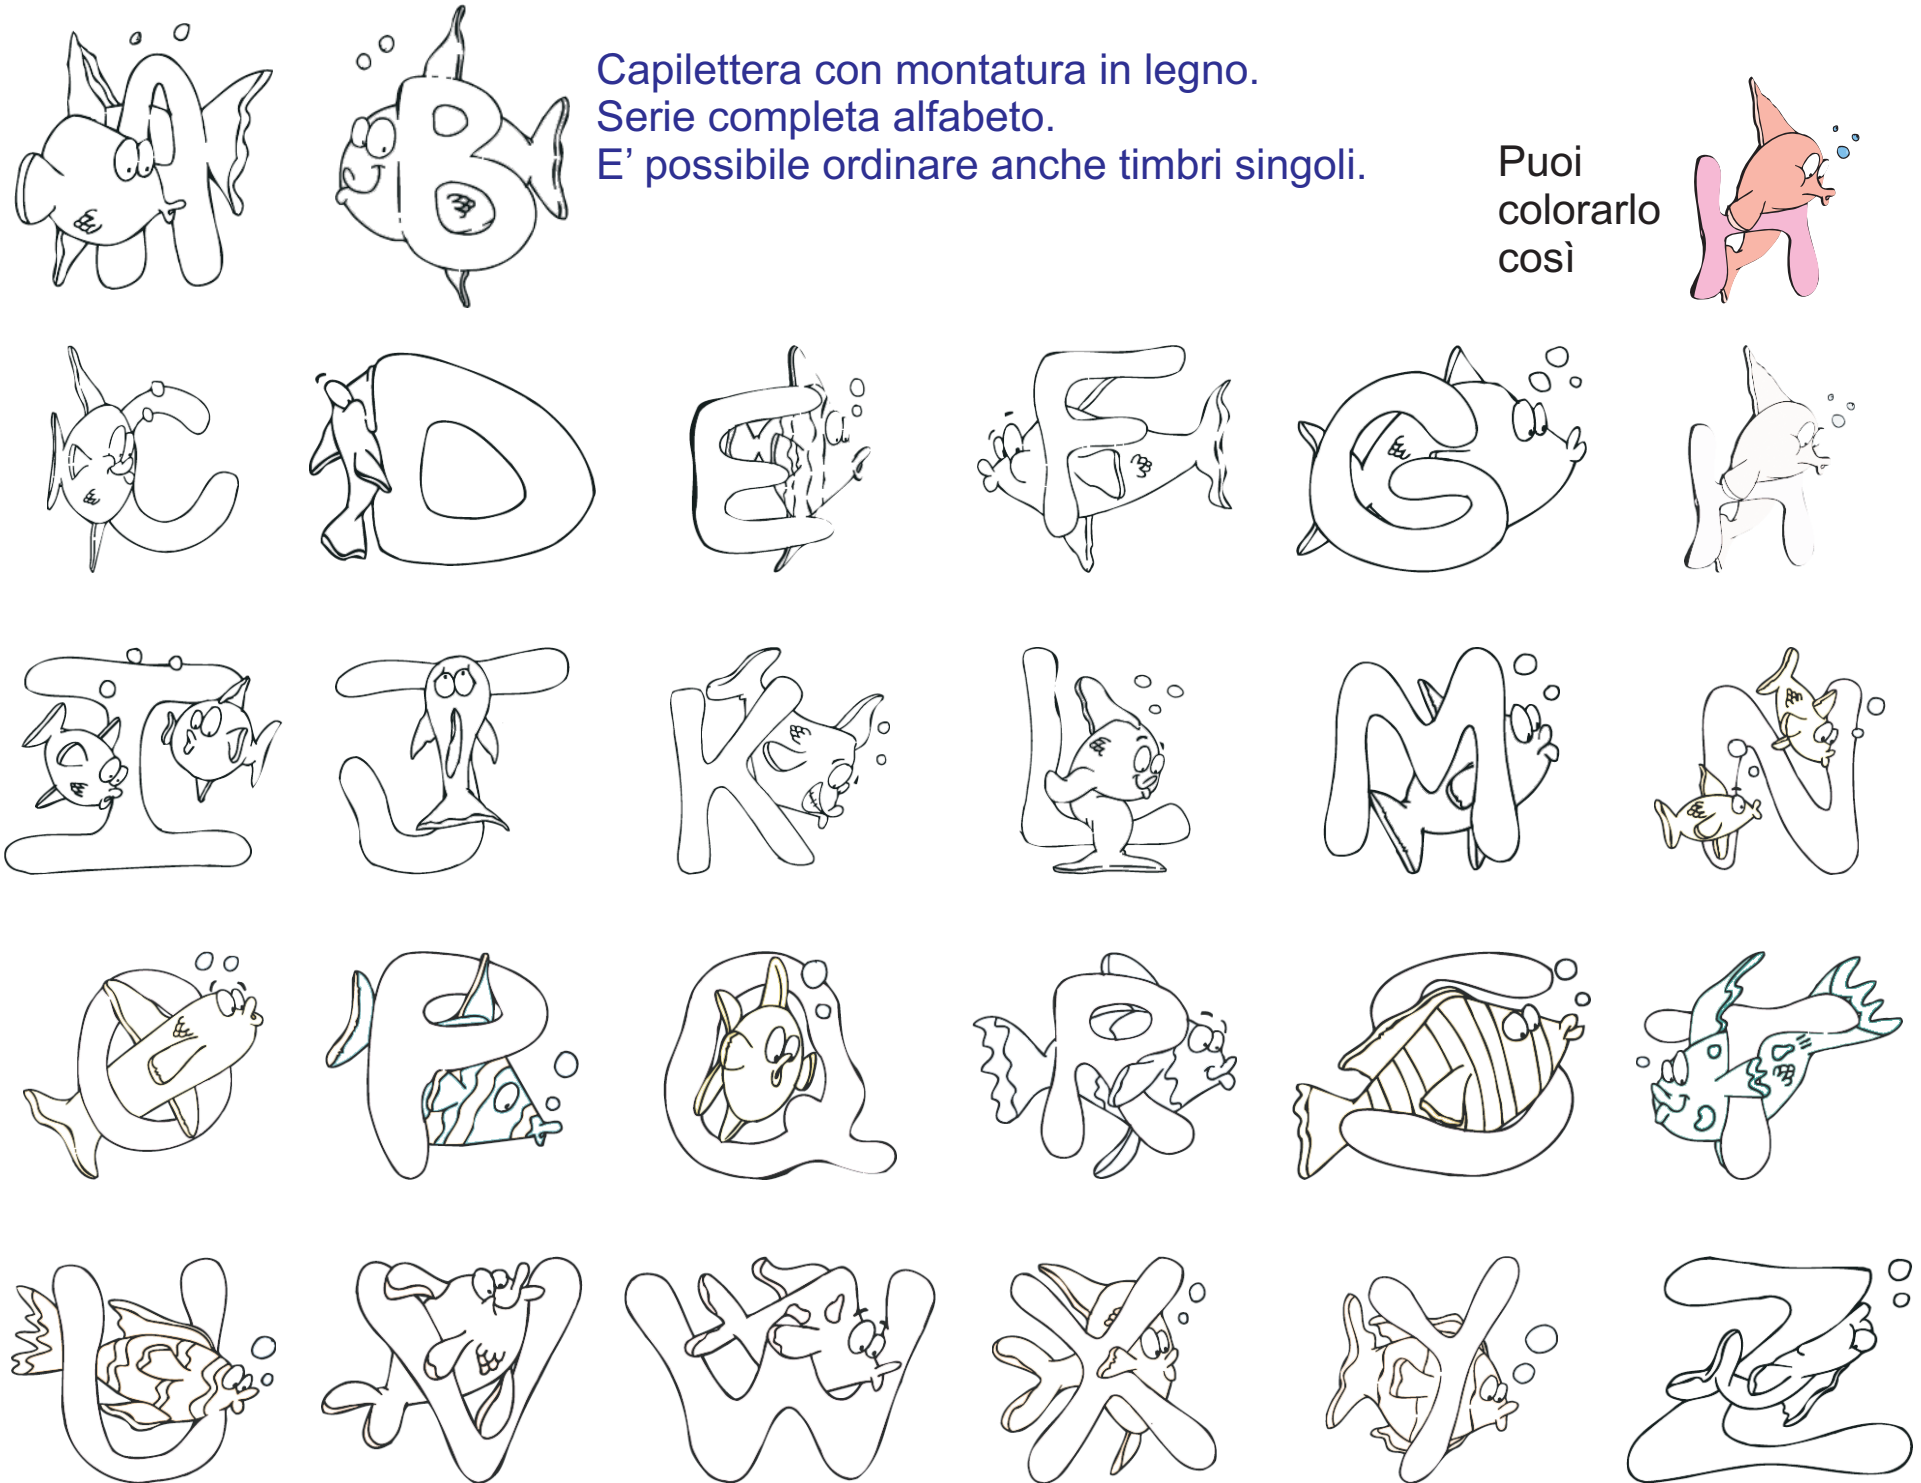 A B
Capilettera con montatura in legno.
Serie completa alfabeto.
E’ possibile ordinare anche timbri singoli.
Puoi
colorarlo
così
H
C D E F G H
I J K L M N
O P Q R S T
U V W X Y Z